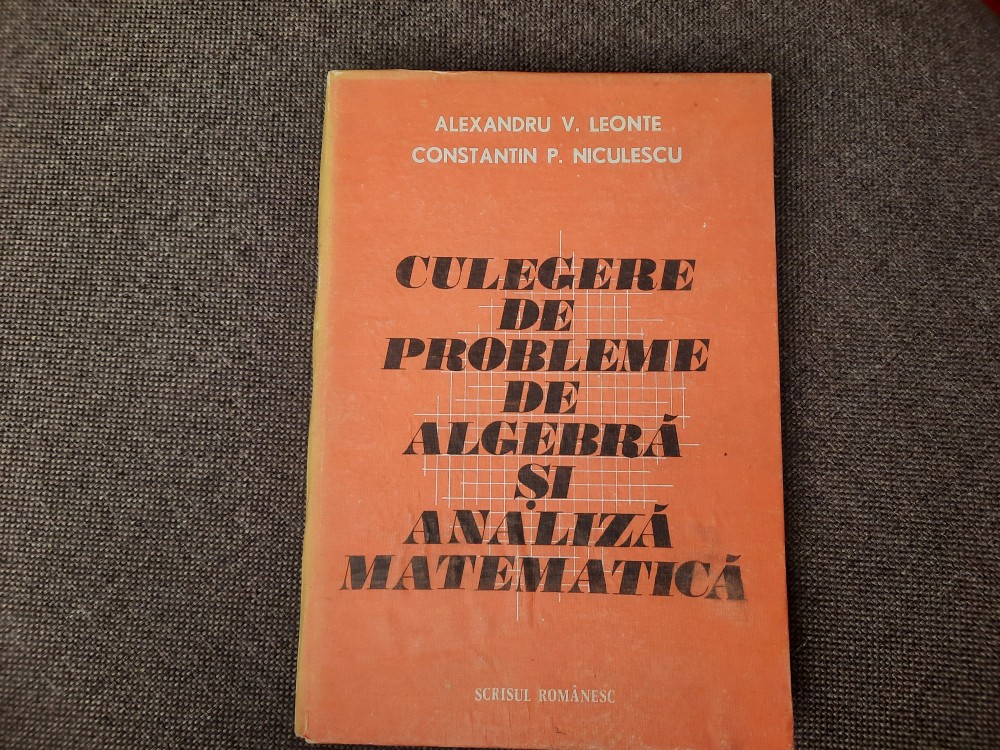 ALEXANDRU V. LEONTE
CONSTANTIN P. NICULESCU
CULEGERE
DE
PROBLEME
DE
ALGEBRĂ
ȘI
ANALIZĂ
MATEMATICĂ
SCRISUL ROMÂNESC